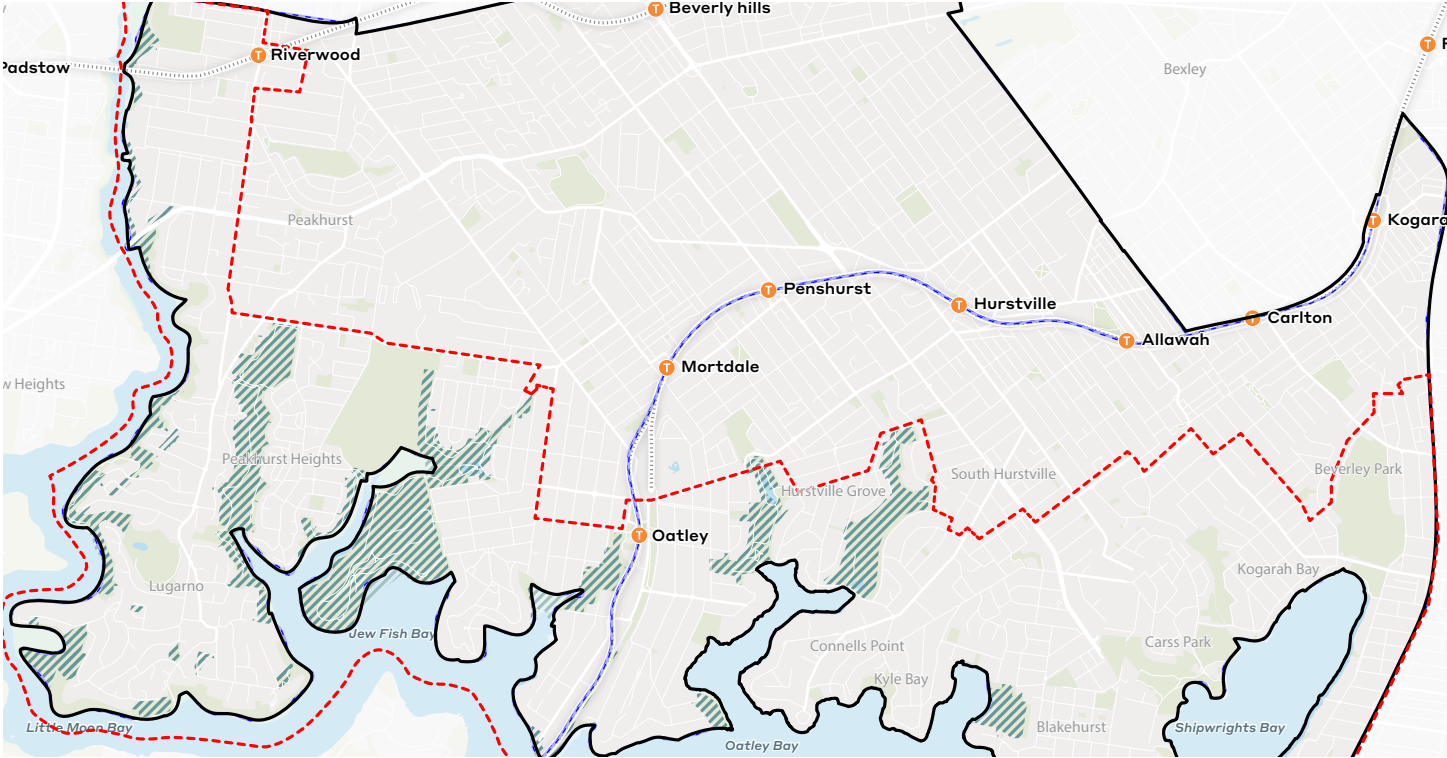 Beverly hills
Riverwood
Padstow
Bexley
Peakhurst
Kogara
Penshurst
Hurstville
Carlton
Allawah
Mortdale
w Heights
Peakhurst Heights
South Hurstville
Beverley Park
Hurstville Grove
Oatley
Kogarah Bay
Lugarno
Jew Fish Bay
Connells Point
Carss Park
Kyle Bay
Little Moon Bay
Blakehurst
Shipwrights Bay
Oatley Bay